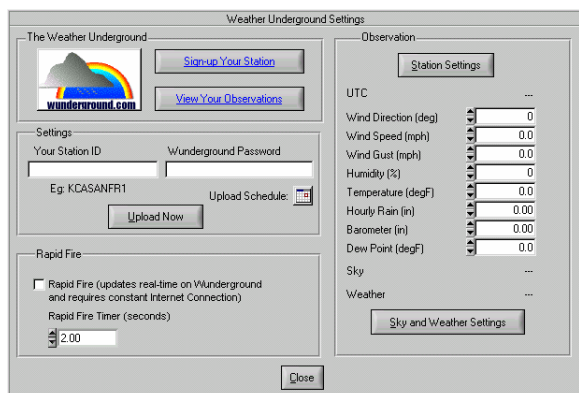 Weather Underground Settings
The Weather Underground
wunderground.com
Sign-up Your Station
View Your Observations
Settings
Your Station ID
Wunderground Password
Eg: KCASANFR1
Upload Schedule:
Upload Now
Rapid Fire
Rapid Fire (updates real-time on Wunderground
and requires constant Internet Connection)
Rapid Fire Timer (seconds)
2.00
Observation
Station Settings
UTC ---
Wind Direction (deg) 0
Wind Speed (mph) 0.0
Wind Gust (mph) 0.0
Humidity (%) 0
Temperature (degF) 0.0
Hourly Rain (in) 0.00
Barometer (in) 0.00
Dew Point (degF) 0.0
Sky ---
Weather ---
Sky and Weather Settings
Close